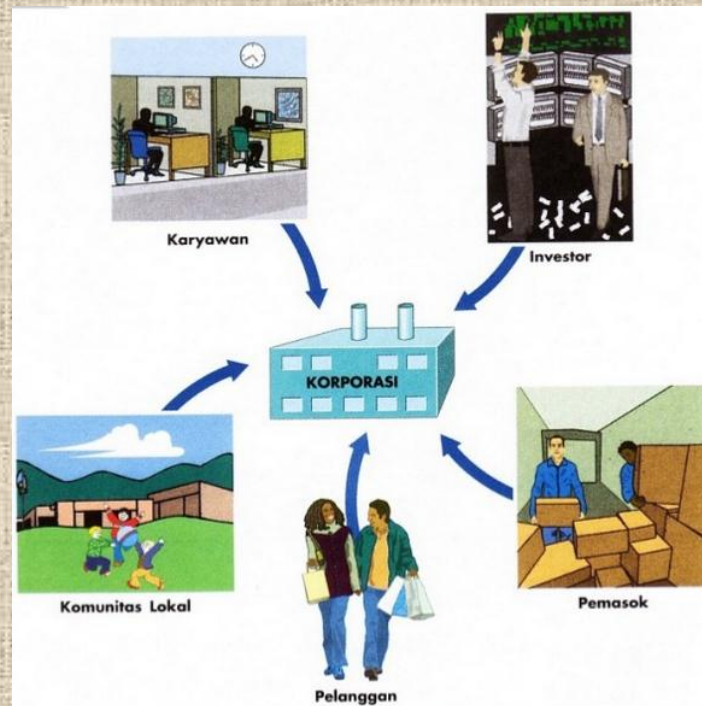 Karyawan
Investor
KORPORASI
Komunitas Lokal
Pemasok
Pelanggan